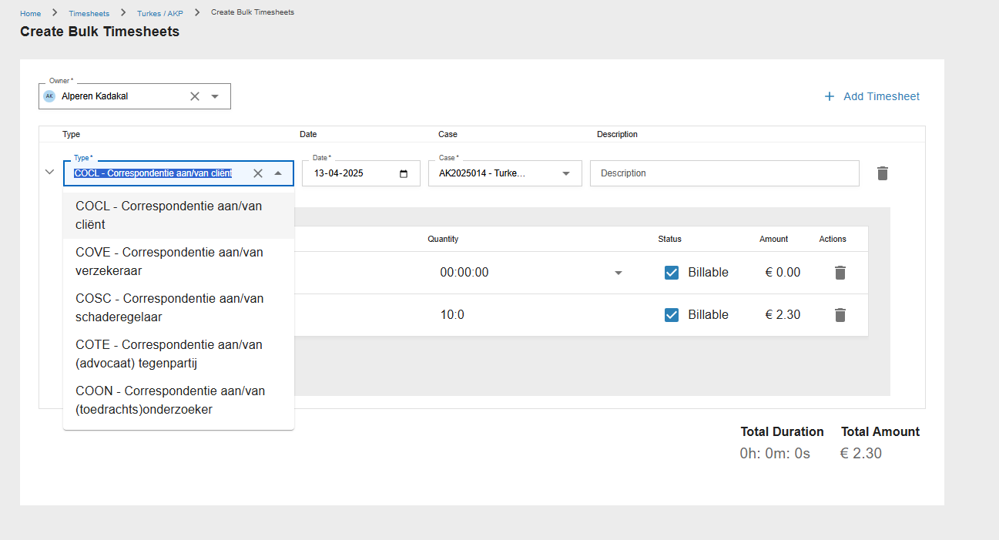 Home > Timesheets > Turkes / AKP > Create Bulk Timesheets
Create Bulk Timesheets
Owner *
AK Alperen Kadakal
+ Add Timesheet
Type Date Case Description
Type *
COCL - Correspondentie aan/van cliënt
Date *
13-04-2025
Case *
AK2025014 - Turke...
Description
COCL - Correspondentie aan/van
cliënt
COVE - Correspondentie aan/van
verzekeraar
COSC - Correspondentie aan/van
schaderegelaar
COTE - Correspondentie aan/van
(advocaat) tegenpartij
COON - Correspondentie aan/van
(toedrachts)onderzoeker
Quantity Status Amount Actions
00:00:00 Billable € 0.00
10:0 Billable € 2.30
Total Duration Total Amount
0h: 0m: 0s € 2.30